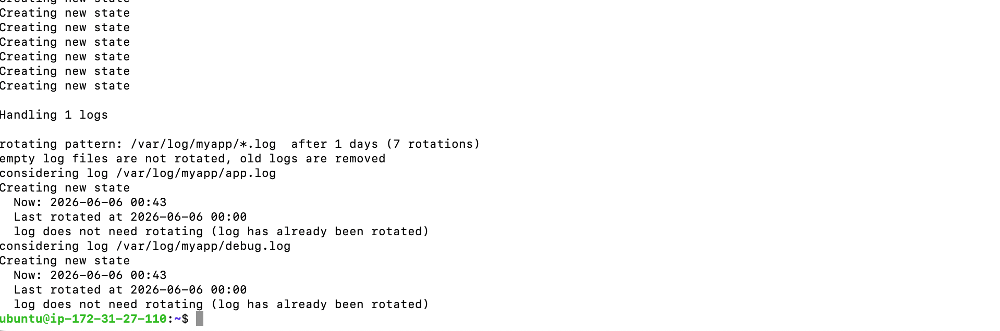 Creating new state
Creating new state
Creating new state
Creating new state
Creating new state
Creating new state
Creating new state

Handling 1 logs

rotating pattern: /var/log/myapp/*.log  after 1 days (7 rotations)
empty log files are not rotated, old logs are removed
considering log /var/log/myapp/app.log
Creating new state
  Now: 2026-06-06 00:43
  Last rotated at 2026-06-06 00:00
  log does not need rotating (log has already been rotated)
considering log /var/log/myapp/debug.log
Creating new state
  Now: 2026-06-06 00:43
  Last rotated at 2026-06-06 00:00
  log does not need rotating (log has already been rotated)
ubuntu@ip-172-31-27-110:~$